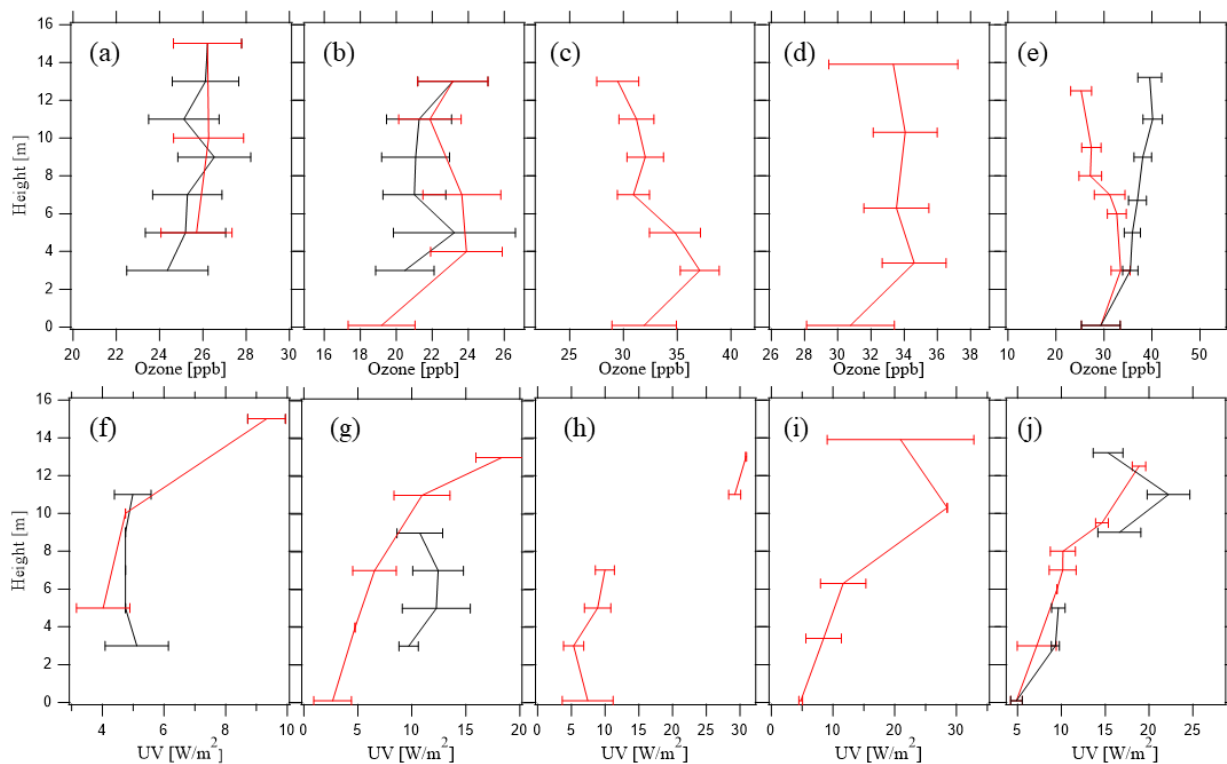 16
14
12
10
8
6
4
2
0
Height [m]
(a)
(b)
(c)
(d)
(e)
20 22 24 26 28 30
16 18 20 22 24 26
25 30 35 40
26 28 30 32 34 36 38
10 20 30 40 50
Ozone [ppb] Ozone [ppb] Ozone [ppb] Ozone [ppb] Ozone [ppb]
16
14
12
10
8
6
4
2
0
Height [m]
(f)
(g)
(h)
(i)
(j)
4 6 8 10
0 5 10 15 20
0 5 10 15 20 25 30
0 10 20 30
5 10 15 20 25
UV [W/m²] UV [W/m²] UV [W/m²] UV [W/m²] UV [W/m²]